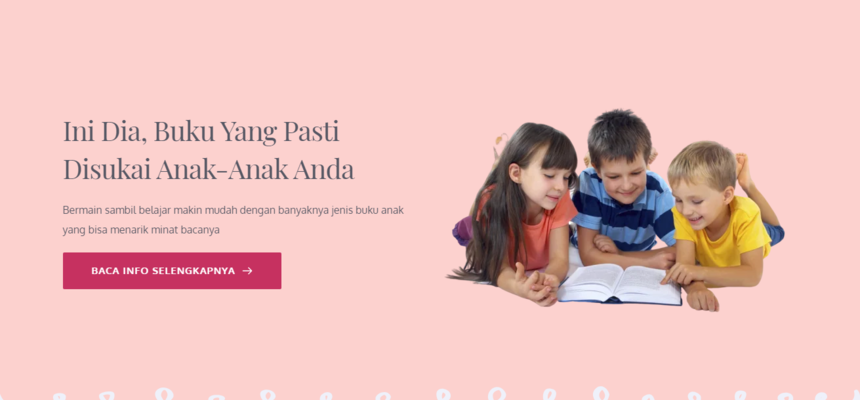 Ini Dia, Buku Yang Pasti
Disukai Anak-Anak Anda
Bermain sambil belajar makin mudah dengan banyaknya jenis buku anak
yang bisa menarik minat bacanya
BACA INFO SELENGKAPNYA →